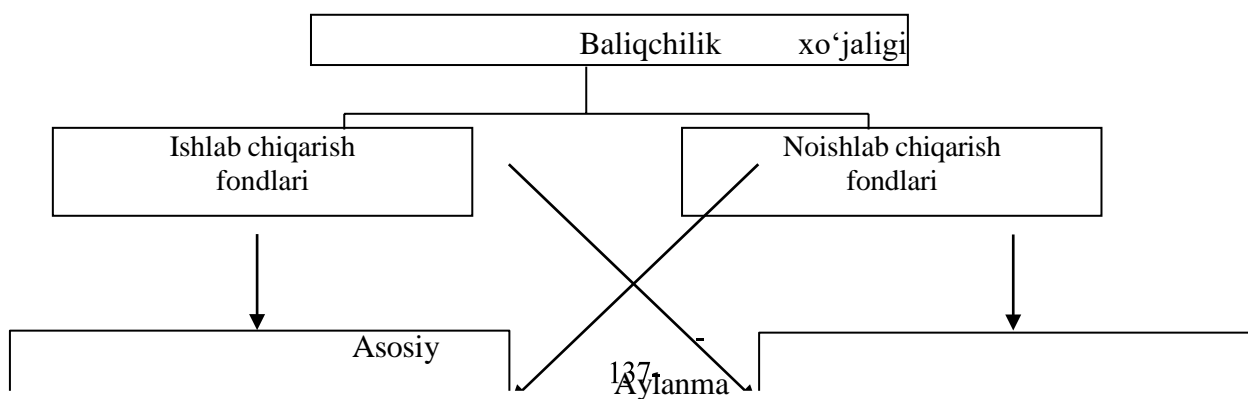 Baliqchilik xo‘jaligi
Ishlab chiqarish
fondlari
Noishlab chiqarish
fondlari
Asosiy
-
137-
Aylanma